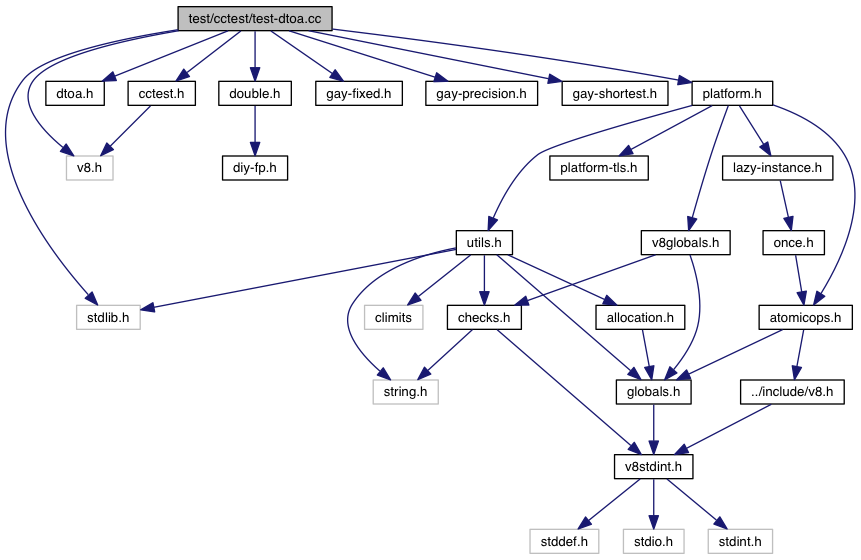 test/cctest/test-dtoa.cc
dtoa.h
cctest.h
double.h
gay-fixed.h
gay-precision.h
gay-shortest.h
platform.h
v8.h
diy-fp.h
platform-tls.h
lazy-instance.h
utils.h
v8globals.h
once.h
stdlib.h
climits
checks.h
allocation.h
atomicops.h
string.h
globals.h
../include/v8.h
v8stdint.h
stddef.h
stdio.h
stdint.h